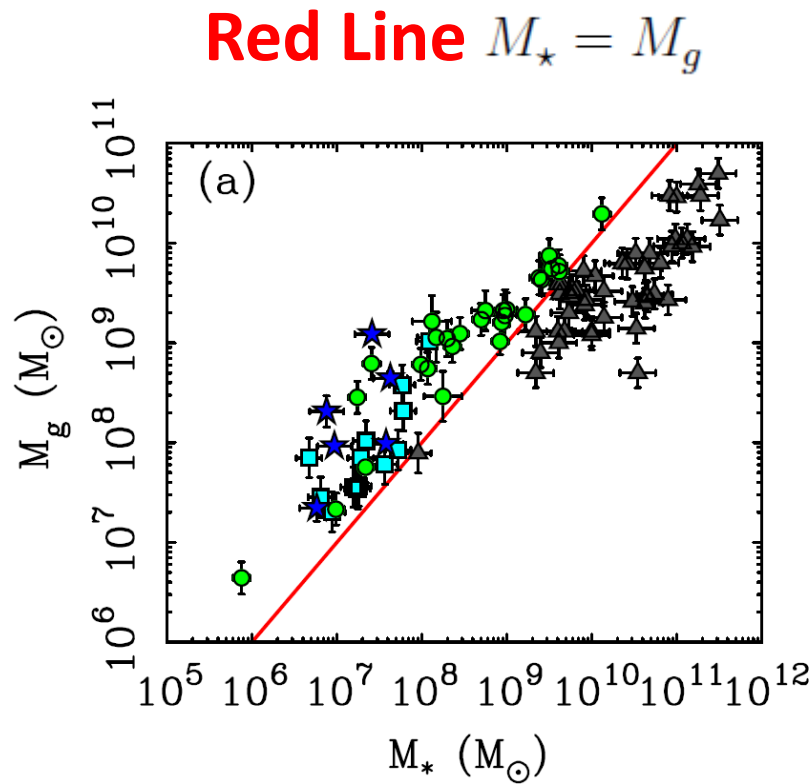 Red Line M⋆ = Mg
(a)
10¹¹
10¹⁰
10⁹
10⁸
10⁷
10⁶
Mg (M⊙)
10⁵ 10⁶ 10⁷ 10⁸ 10⁹ 10¹⁰ 10¹¹ 10¹²
M* (M⊙)